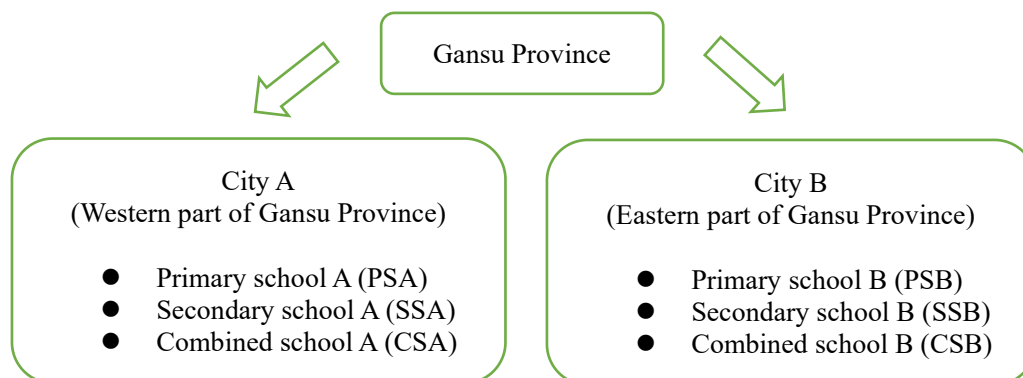 Gansu Province
City A
(Western part of Gansu Province)
● Primary school A (PSA)
● Secondary school A (SSA)
● Combined school A (CSA)
City B
(Eastern part of Gansu Province)
● Primary school B (PSB)
● Secondary school B (SSB)
● Combined school B (CSB)